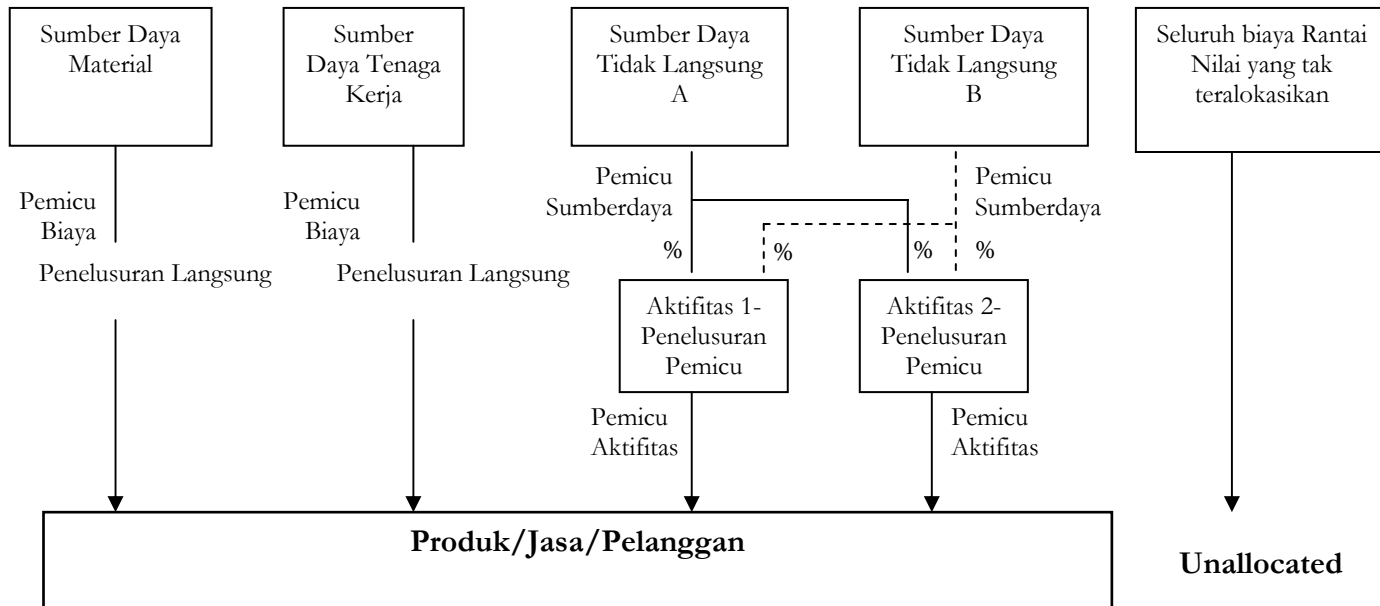 Sumber Daya
Material
Sumber
Daya Tenaga
Kerja
Sumber Daya
Tidak Langsung
A
Sumber Daya
Tidak Langsung
B
Seluruh biaya Rantai
Nilai yang tak
teralokasikan
Pemicu
Biaya
Pemicu
Biaya
Pemicu
Sumberdaya
Pemicu
Sumberdaya
% % % %
Penelusuran Langsung
Penelusuran Langsung
Aktifitas 1-
Penelusuran
Pemicu
Aktifitas 2-
Penelusuran
Pemicu
Pemicu
Aktifitas
Pemicu
Aktifitas
Produk/Jasa/Pelanggan
Unallocated